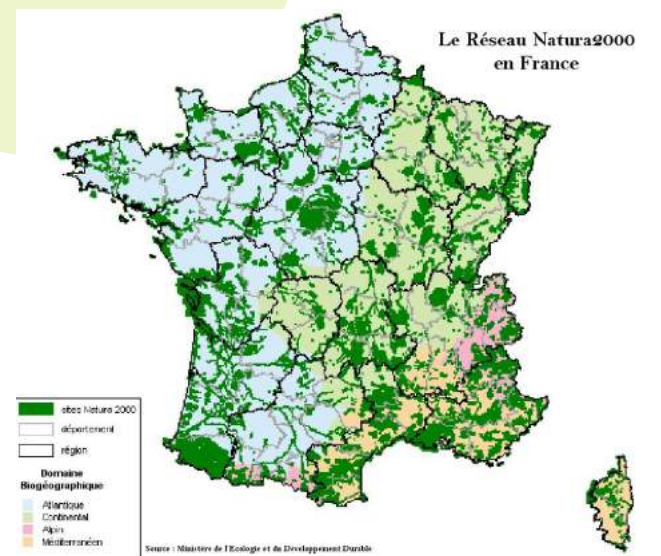 Le Réseau Natura2000
en France
sites Natura 2000
département
région
Domaine
Biogéographique
Atlantique
Continental
Alpin
Méditerranéen
Source : Ministère de l'Ecologie et du Développement Durable